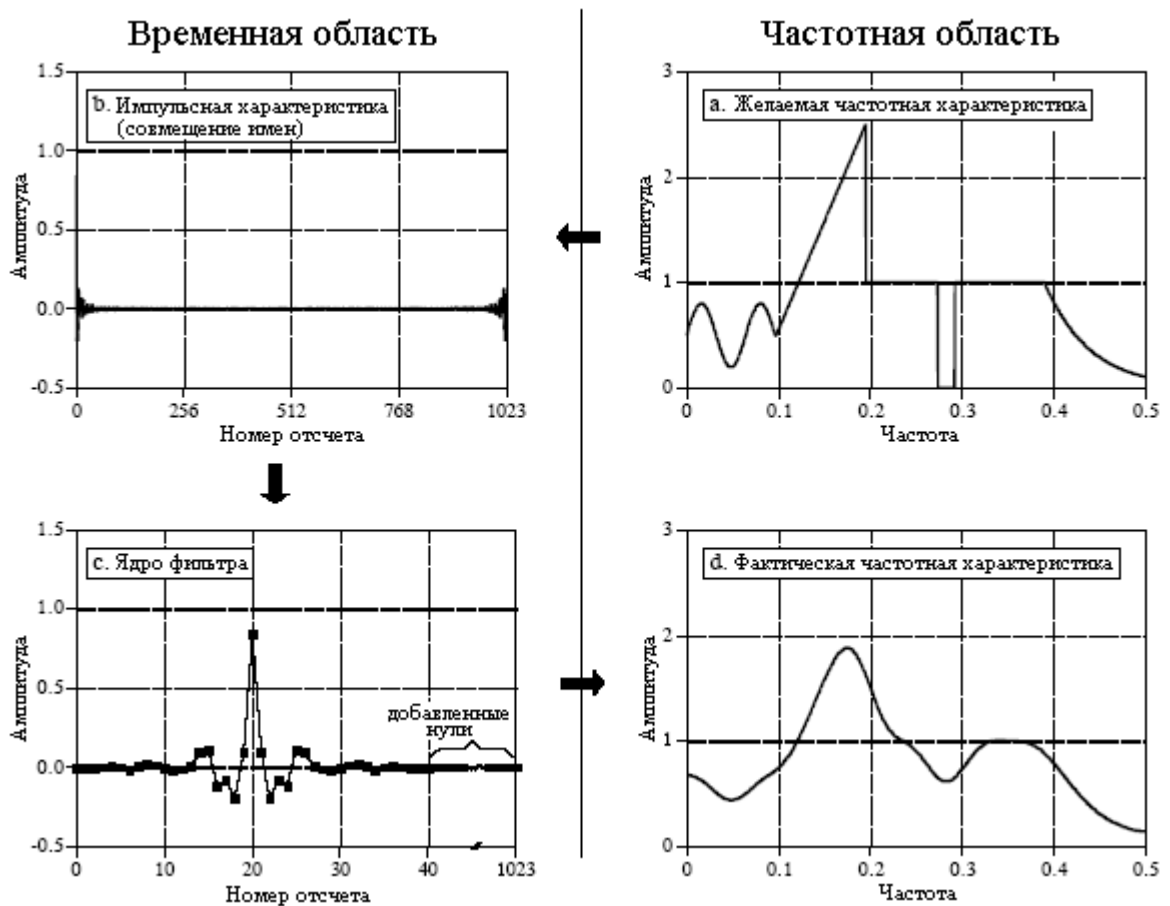 Временная область
Частотная область
1.5
1.0
0.5
0.0
-0.5
Амплитуда
b. Импульсная характеристика
(совмещение имен)
0 256 512 768 1023
Номер отсчета
3
2
1
0
Амплитуда
a. Желаемая частотная характеристика
0 0.1 0.2 0.3 0.4 0.5
Частота
1.5
1.0
0.5
0.0
-0.5
Амплитуда
c. Ядро фильтра
добавленные
нули
0 10 20 30 40 1023
Номер отсчета
3
2
1
0
Амплитуда
d. Фактическая частотная характеристика
0 0.1 0.2 0.3 0.4 0.5
Частота